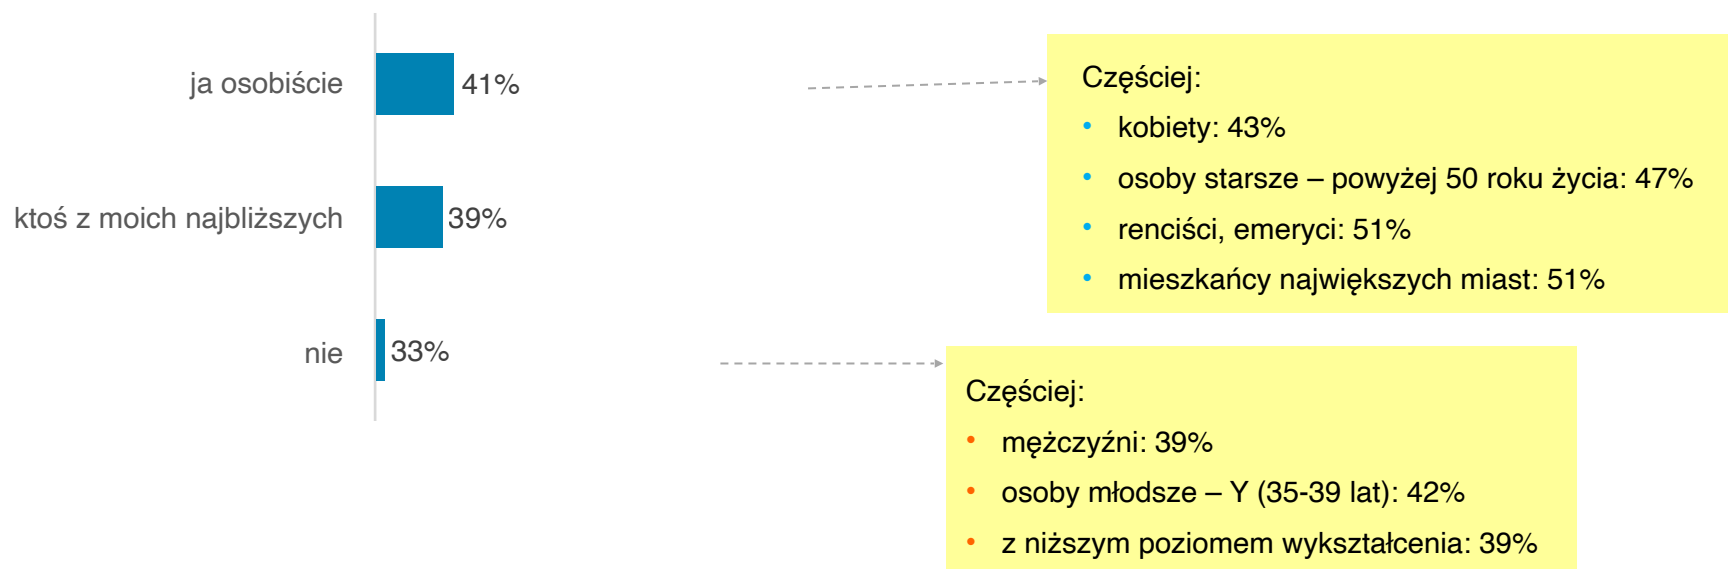 ja osobiście 41%
ktoś z moich najbliższych 39%
nie 33%
Częściej:
• kobiety: 43%
• osoby starsze – powyżej 50 roku życia: 47%
• renciści, emeryci: 51%
• mieszkańcy największych miast: 51%
Częściej:
• mężczyźni: 39%
• osoby młodsze – Y (35-39 lat): 42%
• z niższym poziomem wykształcenia: 39%